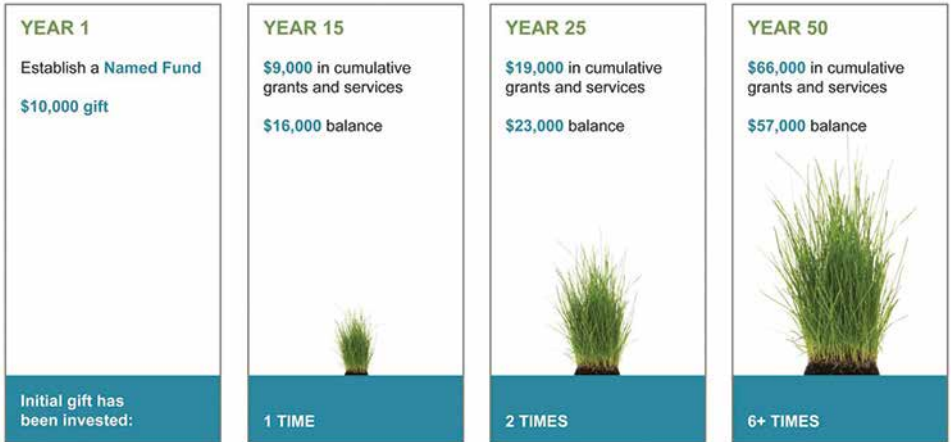 YEAR 1
Establish a Named Fund
$10,000 gift
Initial gift has
been invested:
YEAR 15
$9,000 in cumulative
grants and services
$16,000 balance
1 TIME
YEAR 25
$19,000 in cumulative
grants and services
$23,000 balance
2 TIMES
YEAR 50
$66,000 in cumulative
grants and services
$57,000 balance
6+ TIMES